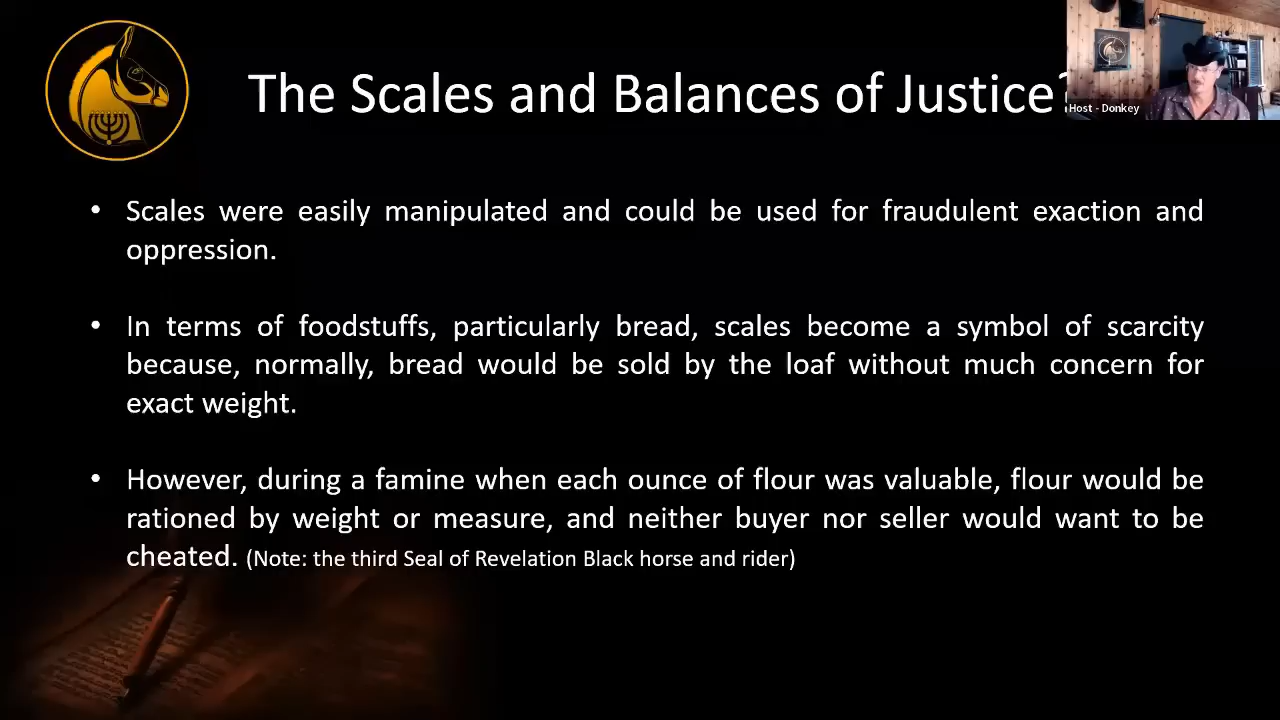 The Scales and Balances of Justice?
Host - Donkey
• Scales were easily manipulated and could be used for fraudulent exaction and
oppression.
• In terms of foodstuffs, particularly bread, scales become a symbol of scarcity
because, normally, bread would be sold by the loaf without much concern for
exact weight.
• However, during a famine when each ounce of flour was valuable, flour would be
rationed by weight or measure, and neither buyer nor seller would want to be
cheated. (Note: the third Seal of Revelation Black horse and rider)